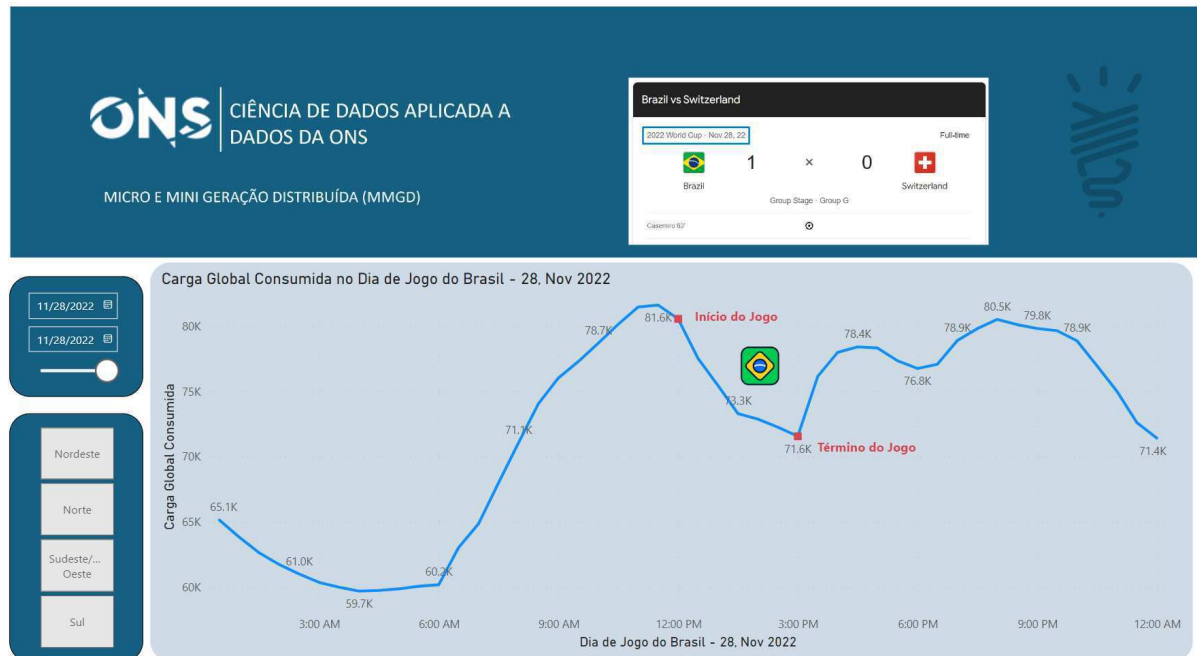 ONS
CIÊNCIA DE DADOS APLICADA A
DADOS DA ONS
MICRO E MINI GERAÇÃO DISTRIBUÍDA (MMGD)
Brazil vs Switzerland
2022 World Cup · Nov 28, 22
Full-time
1 × 0
Brazil
Switzerland
Group Stage · Group G
Casemiro 83'
11/28/2022
11/28/2022
Nordeste
Norte
Sudeste/...
Oeste
Sul
Carga Global Consumida no Dia de Jogo do Brasil - 28, Nov 2022
Carga Global Consumida
80K
75K
70K
65K
60K
65.1K
61.0K
59.7K
60.2K
71.1K
78.7K
81.6K
Início do Jogo
73.3K
71.6K
Término do Jogo
78.4K
76.8K
78.9K
80.5K
79.8K
78.9K
71.4K
3:00 AM
6:00 AM
9:00 AM
12:00 PM
3:00 PM
6:00 PM
9:00 PM
12:00 AM
Dia de Jogo do Brasil - 28, Nov 2022